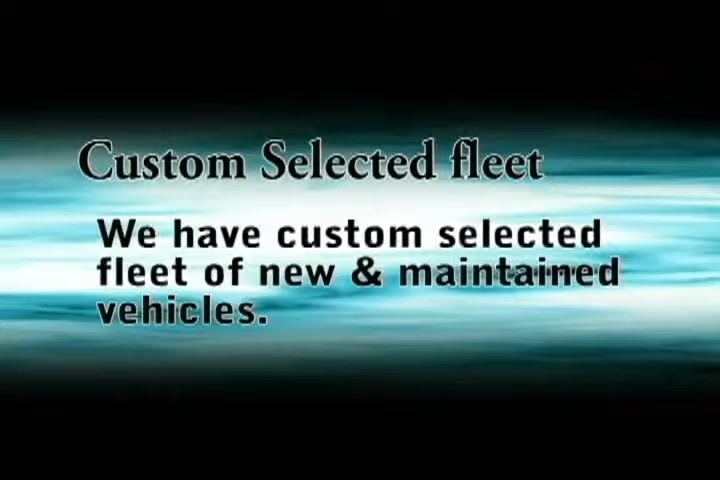 Custom Selected fleet
We have custom selected
fleet of new & maintained
vehicles.